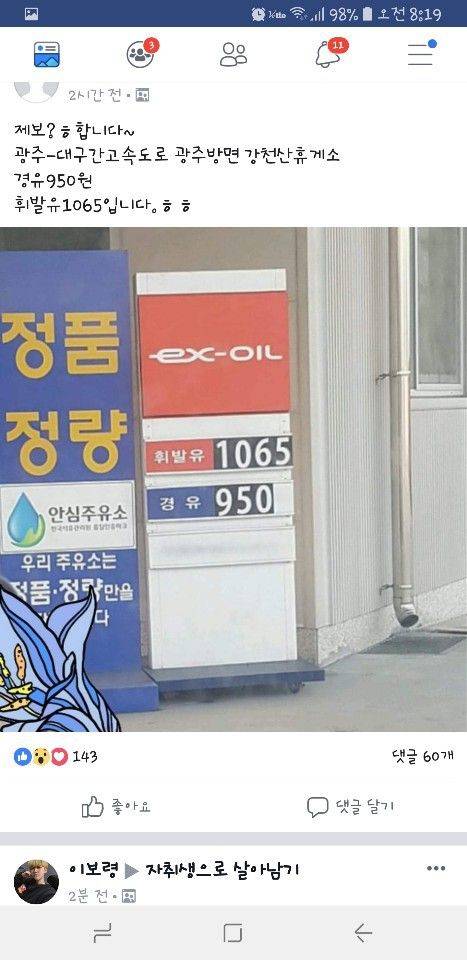 98% 오전 8:19
3
11
2시간 전
제보?ㅎ합니다~
광주-대구간고속도로 광주방면 강천산휴게소
경유950원
휘발유1065입니다.ㅎㅎ
정품
정량
ex-OIL
휘발유 1065
경유 950
안심주유소
우리 주유소는
정품·정량만을
다
143
댓글 60개
좋아요
댓글 달기
이보령 ▶ 자취생으로 살아남기
2분 전